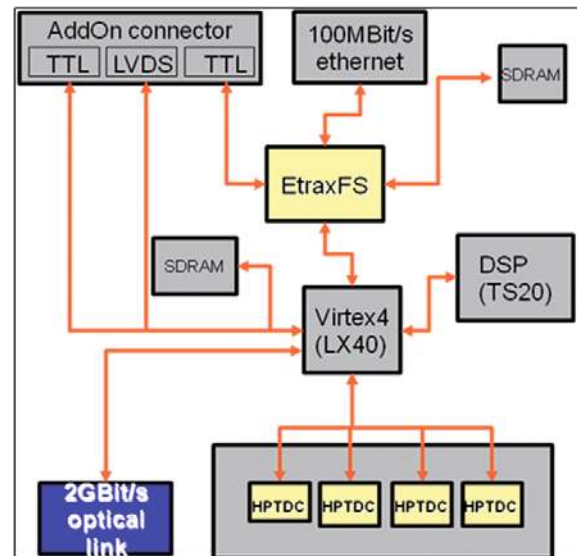 AddOn connector
TTL LVDS TTL
100MBit/s
ethernet
SDRAM
EtraxFS
SDRAM
DSP
(TS20)
Virtex4
(LX40)
2GBit/s
optical
link
HPTDC HPTDC HPTDC HPTDC